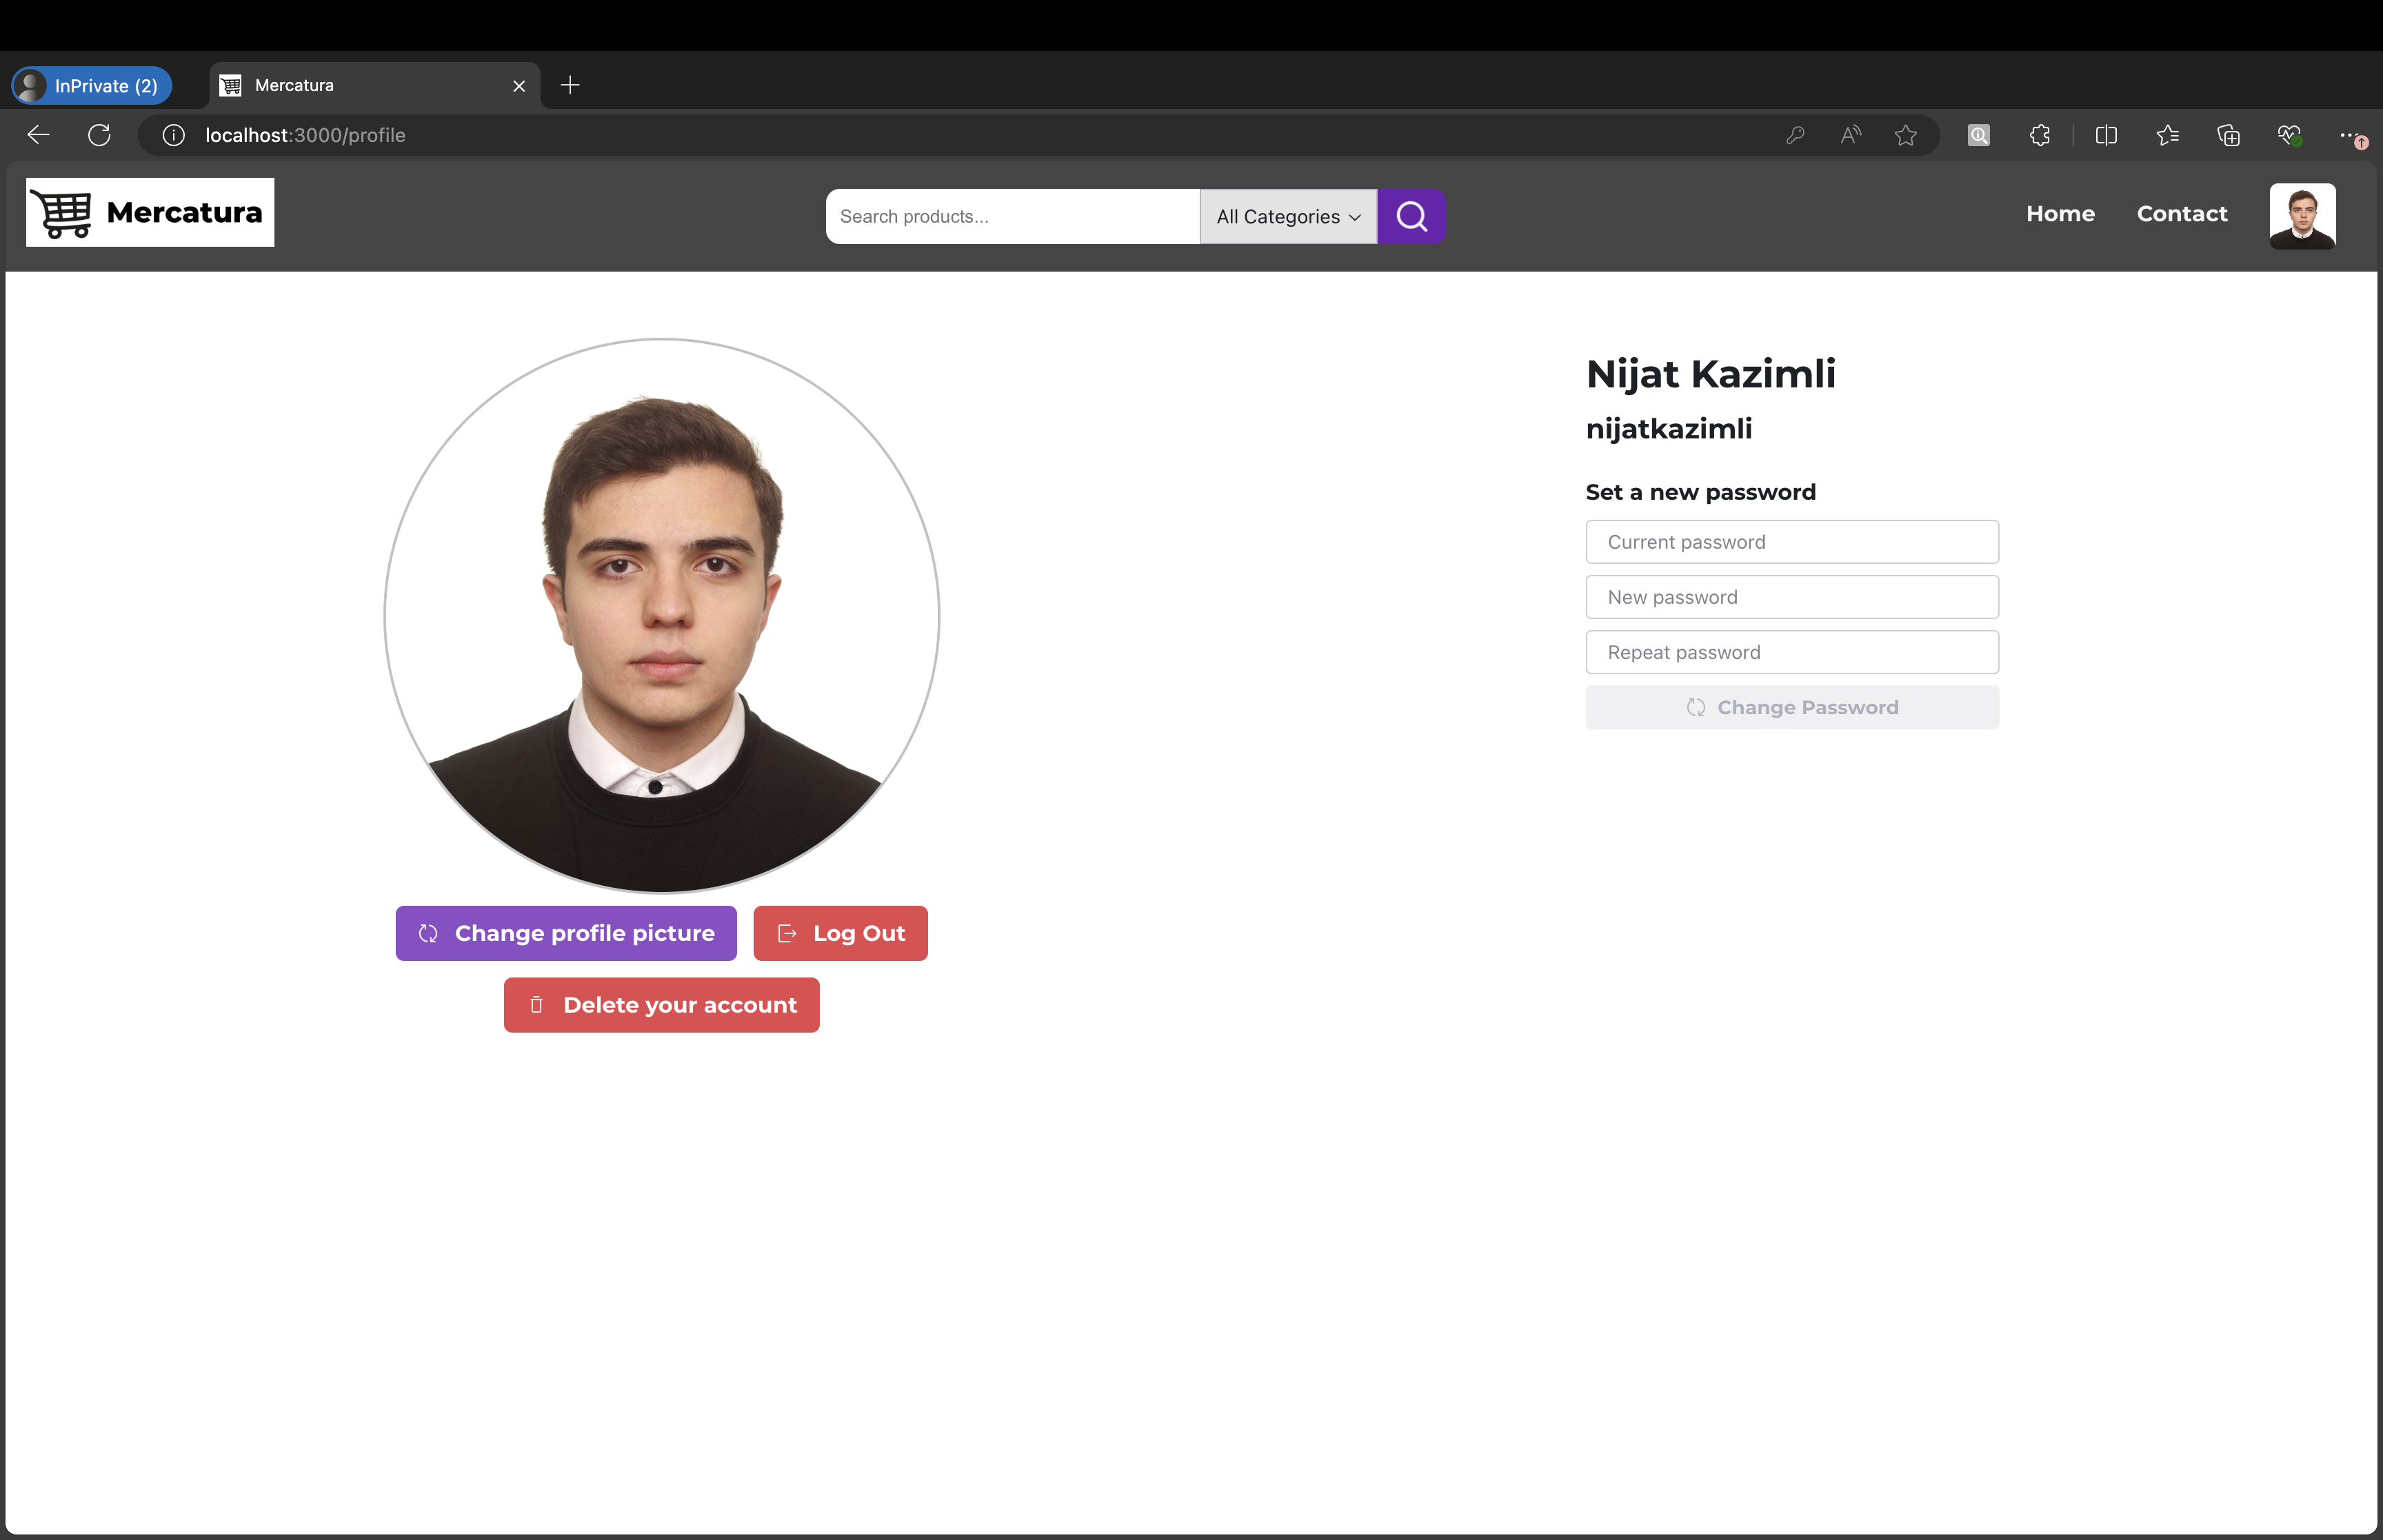 InPrivate (2)
Mercatura
localhost:3000/profile
Mercatura
Search products...
All Categories
Home
Contact
Nijat Kazimli
nijatkazimli
Set a new password
Current password
New password
Repeat password
Change Password
Change profile picture
Log Out
Delete your account